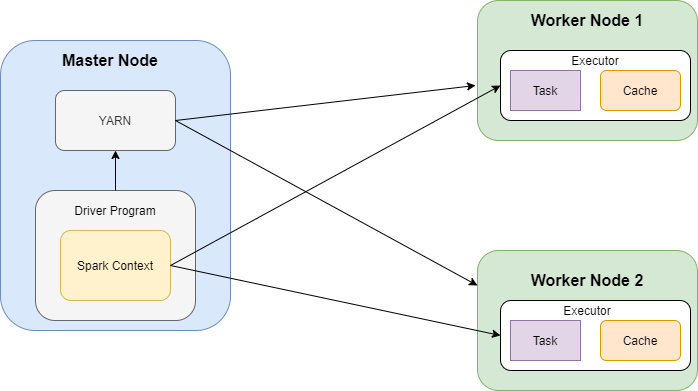 Master Node
YARN
Driver Program
Spark Context
Worker Node 1
Executor
Task
Cache
Worker Node 2
Executor
Task
Cache